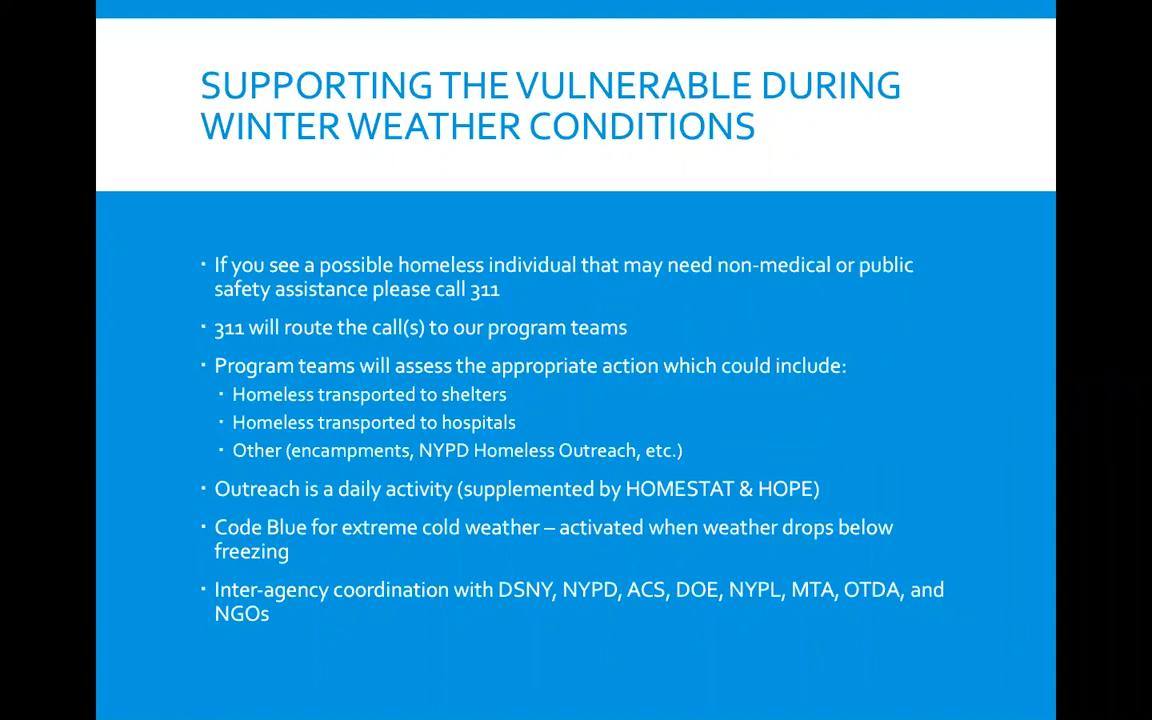 SUPPORTING THE VULNERABLE DURING
WINTER WEATHER CONDITIONS
▪ If you see a possible homeless individual that may need non-medical or public
safety assistance please call 311
▪ 311 will route the call(s) to our program teams
▪ Program teams will assess the appropriate action which could include:
▪ Homeless transported to shelters
▪ Homeless transported to hospitals
▪ Other (encampments, NYPD Homeless Outreach, etc.)
▪ Outreach is a daily activity (supplemented by HOMESTAT & HOPE)
▪ Code Blue for extreme cold weather – activated when weather drops below
freezing
▪ Inter-agency coordination with DSNY, NYPD, ACS, DOE, NYPL, MTA, OTDA, and
NGOs